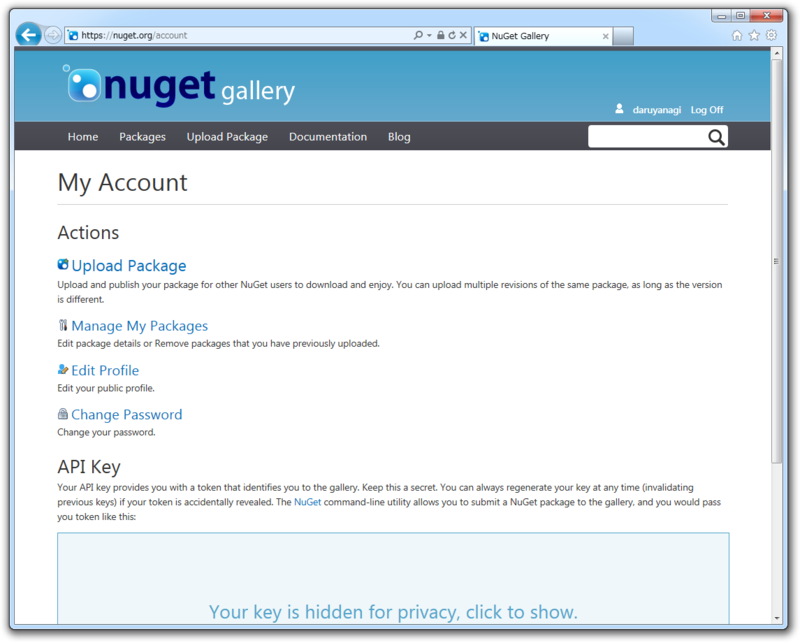 https://nuget.org/account
NuGet Gallery
nuget gallery
daruyanagi Log Off
Home Packages Upload Package Documentation Blog
My Account
Actions
Upload Package
Upload and publish your package for other NuGet users to download and enjoy. You can upload multiple revisions of the same package, as long as the version
is different.
Manage My Packages
Edit package details or Remove packages that you have previously uploaded.
Edit Profile
Edit your public profile.
Change Password
Change your password.
API Key
Your API key provides you with a token that identifies you to the gallery. Keep this a secret. You can always regenerate your key at any time (invalidating
previous keys) if your token is accidentally revealed. The NuGet command-line utility allows you to submit a NuGet package to the gallery, and you would pass
you token like this:
Your key is hidden for privacy, click to show.